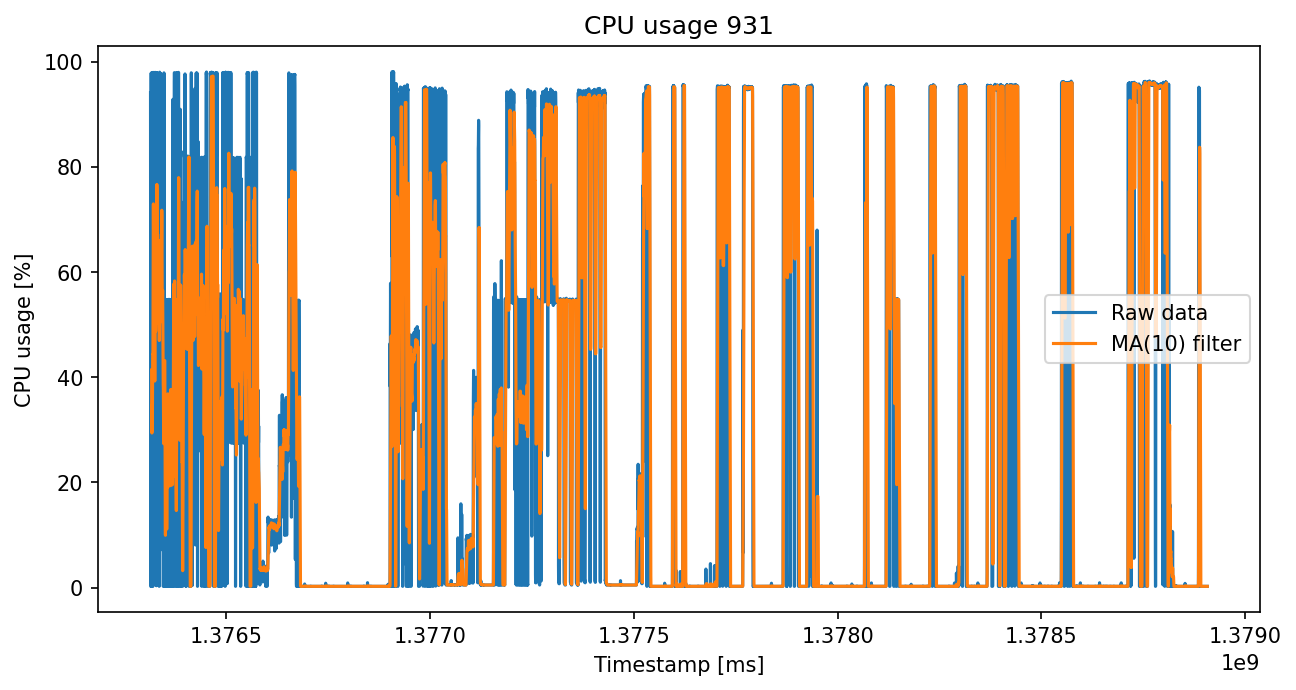 CPU usage 931
100
80
60
40
20
0
CPU usage [%]
Raw data
MA(10) filter
1.3765
1.3770
1.3775
1.3780
1.3785
1.3790
1e9
Timestamp [ms]